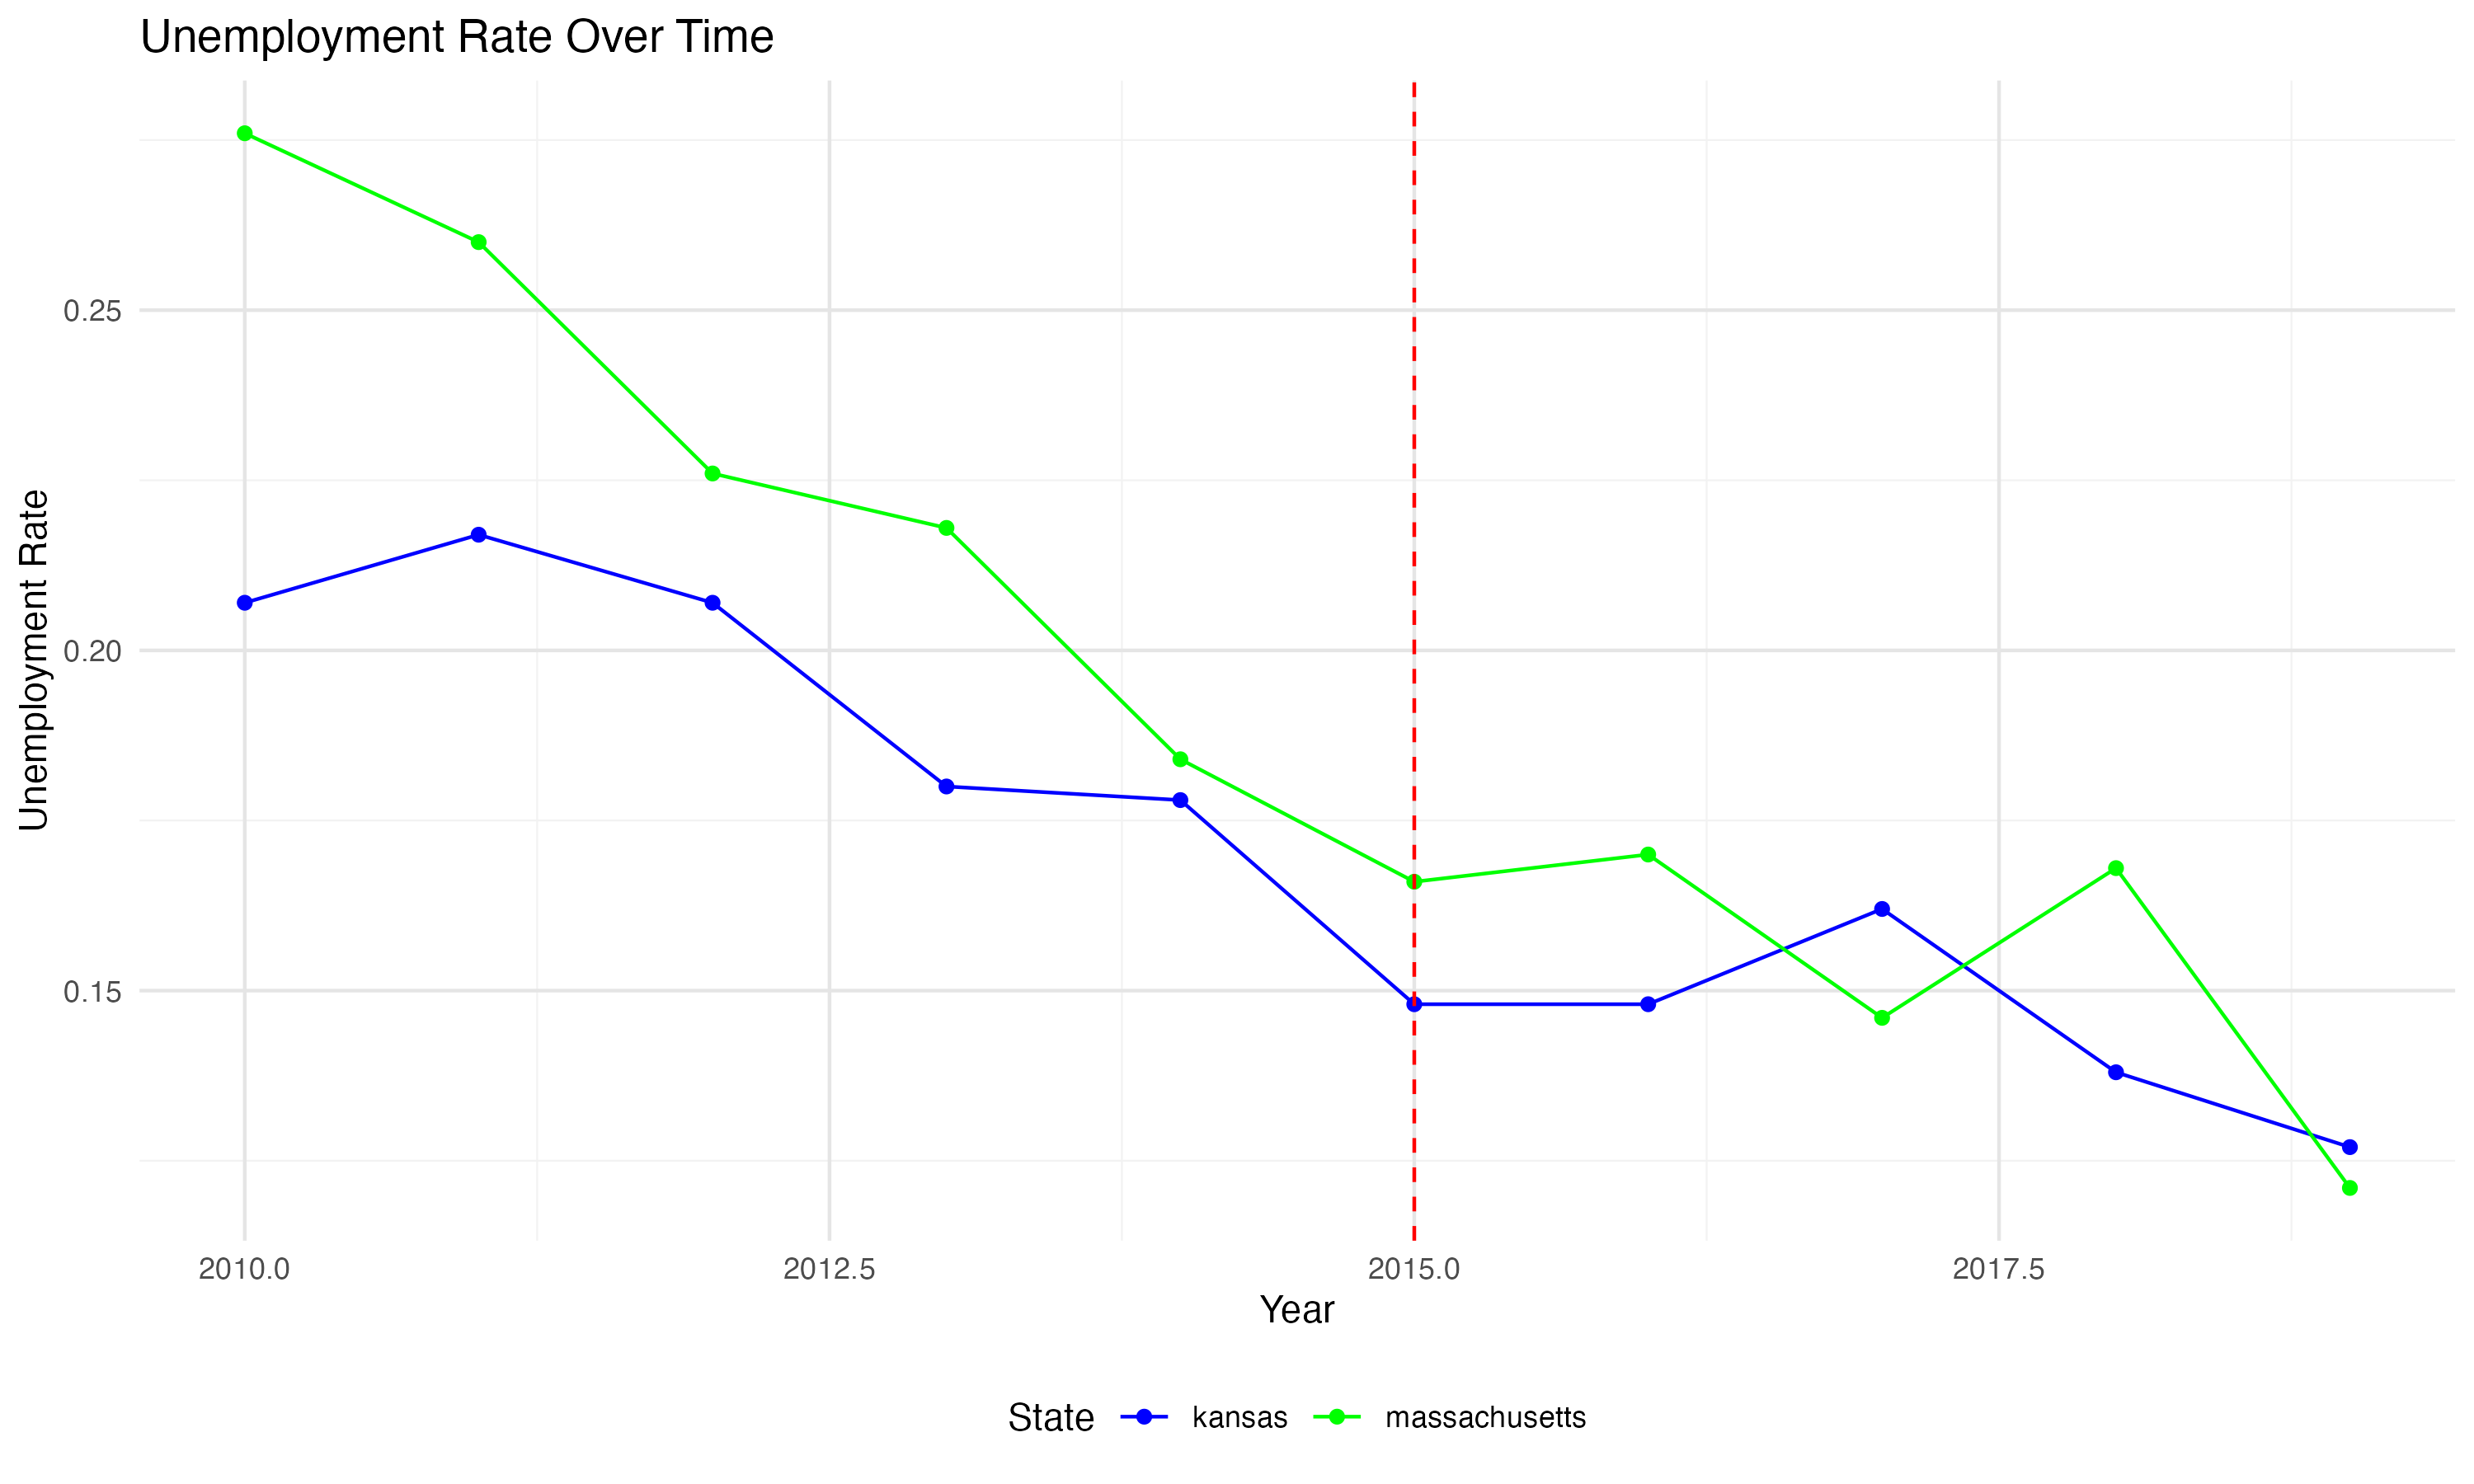 Unemployment Rate Over Time
Unemployment Rate
0.25
0.20
0.15
2010.0 2012.5 2015.0 2017.5
Year
State kansas massachusetts